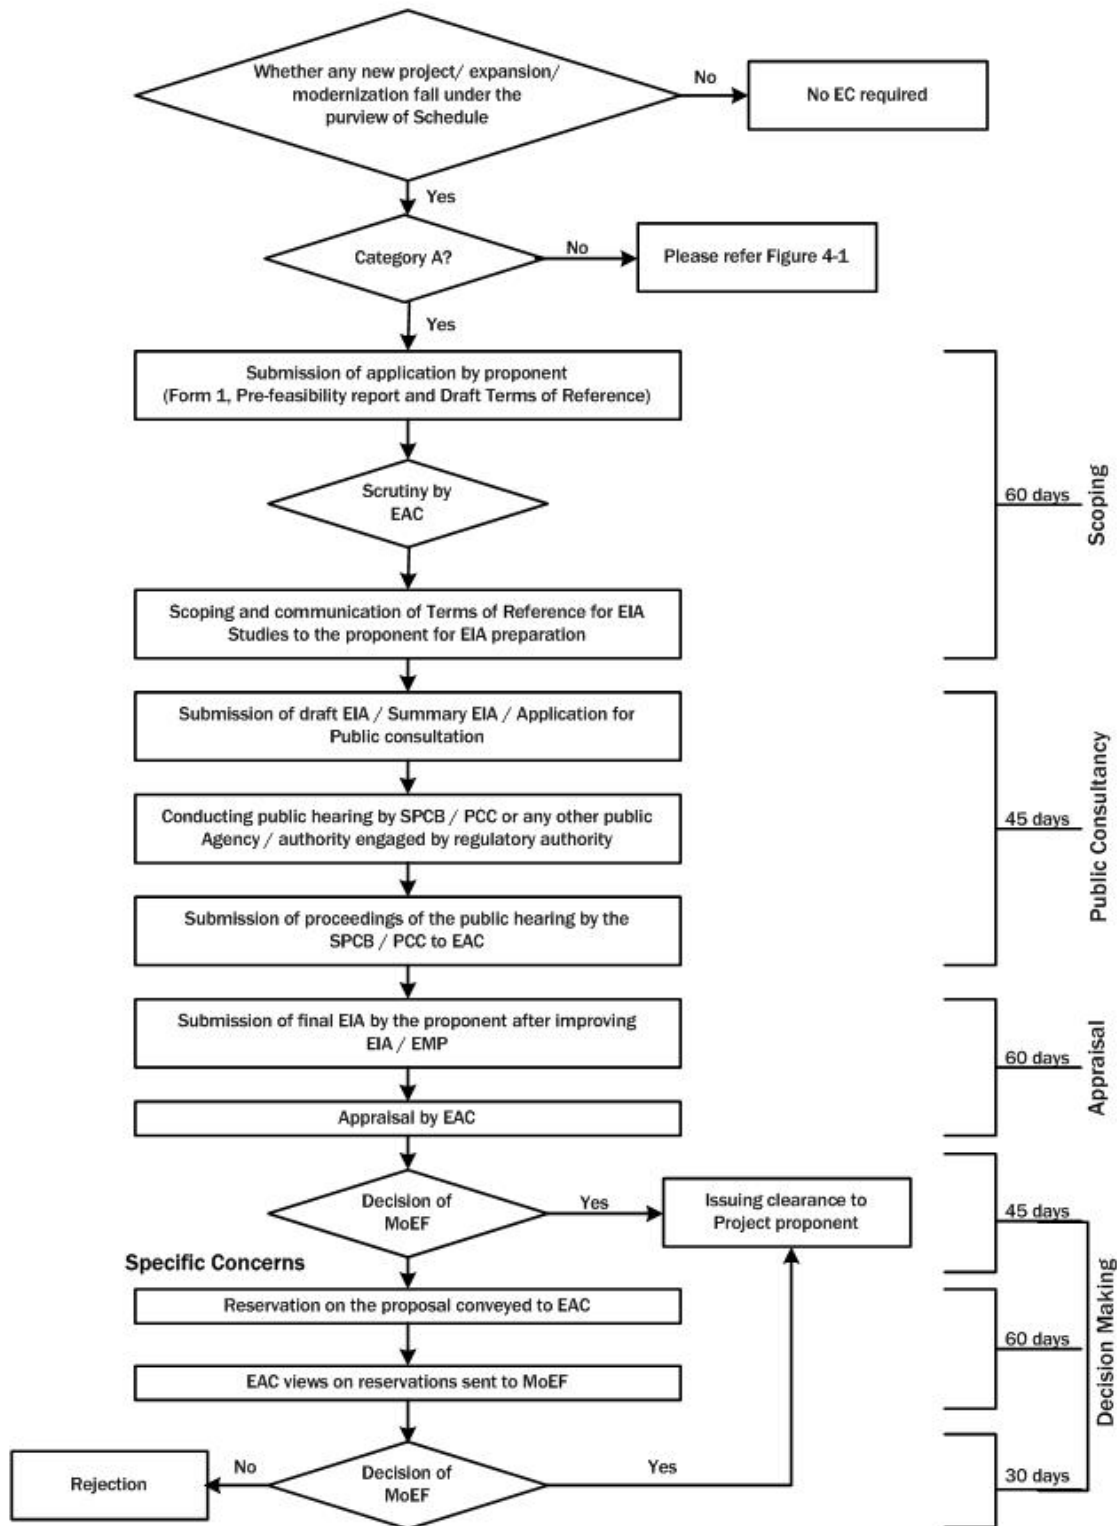 Whether any new project/ expansion/
modernization fall under the
purview of Schedule
No
No EC required
Yes
Category A?
No
Please refer Figure 4-1
Yes
Submission of application by proponent
(Form 1, Pre-feasibility report and Draft Terms of Reference)
Scrutiny by
EAC
60 days
Scoping
Scoping and communication of Terms of Reference for EIA
Studies to the proponent for EIA preparation
Submission of draft EIA / Summary EIA / Application for
Public consultation
Conducting public hearing by SPCB / PCC or any other public
Agency / authority engaged by regulatory authority
45 days
Public Consultancy
Submission of proceedings of the public hearing by the
SPCB / PCC to EAC
Submission of final EIA by the proponent after improving
EIA / EMP
60 days
Appraisal
Appraisal by EAC
Decision of
MoEF
Yes
Issuing clearance to
Project proponent
45 days
Specific Concerns
Reservation on the proposal conveyed to EAC
60 days
Decision Making
EAC views on reservations sent to MoEF
Decision of
MoEF
No
Rejection
Yes
30 days